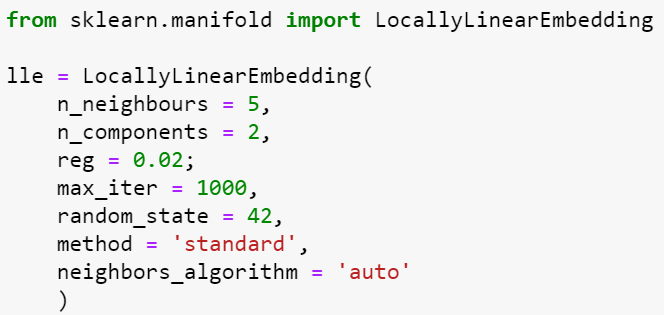 from sklearn.manifold import LocallyLinearEmbedding
lle = LocallyLinearEmbedding(
    n_neighbours = 5,
    n_components = 2,
    reg = 0.02;
    max_iter = 1000,
    random_state = 42,
    method = 'standard',
    neighbors_algorithm = 'auto'
    )